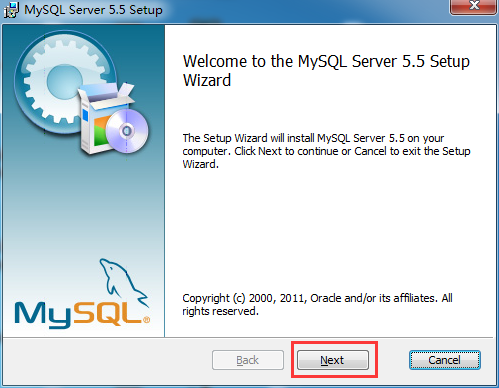 MySQL Server 5.5 Setup
Welcome to the MySQL Server 5.5 Setup
Wizard
The Setup Wizard will install MySQL Server 5.5 on your
computer. Click Next to continue or Cancel to exit the Setup
Wizard.
MySQL®
Copyright (c) 2000, 2011, Oracle and/or its affiliates. All
rights reserved.
Back
Next
Cancel